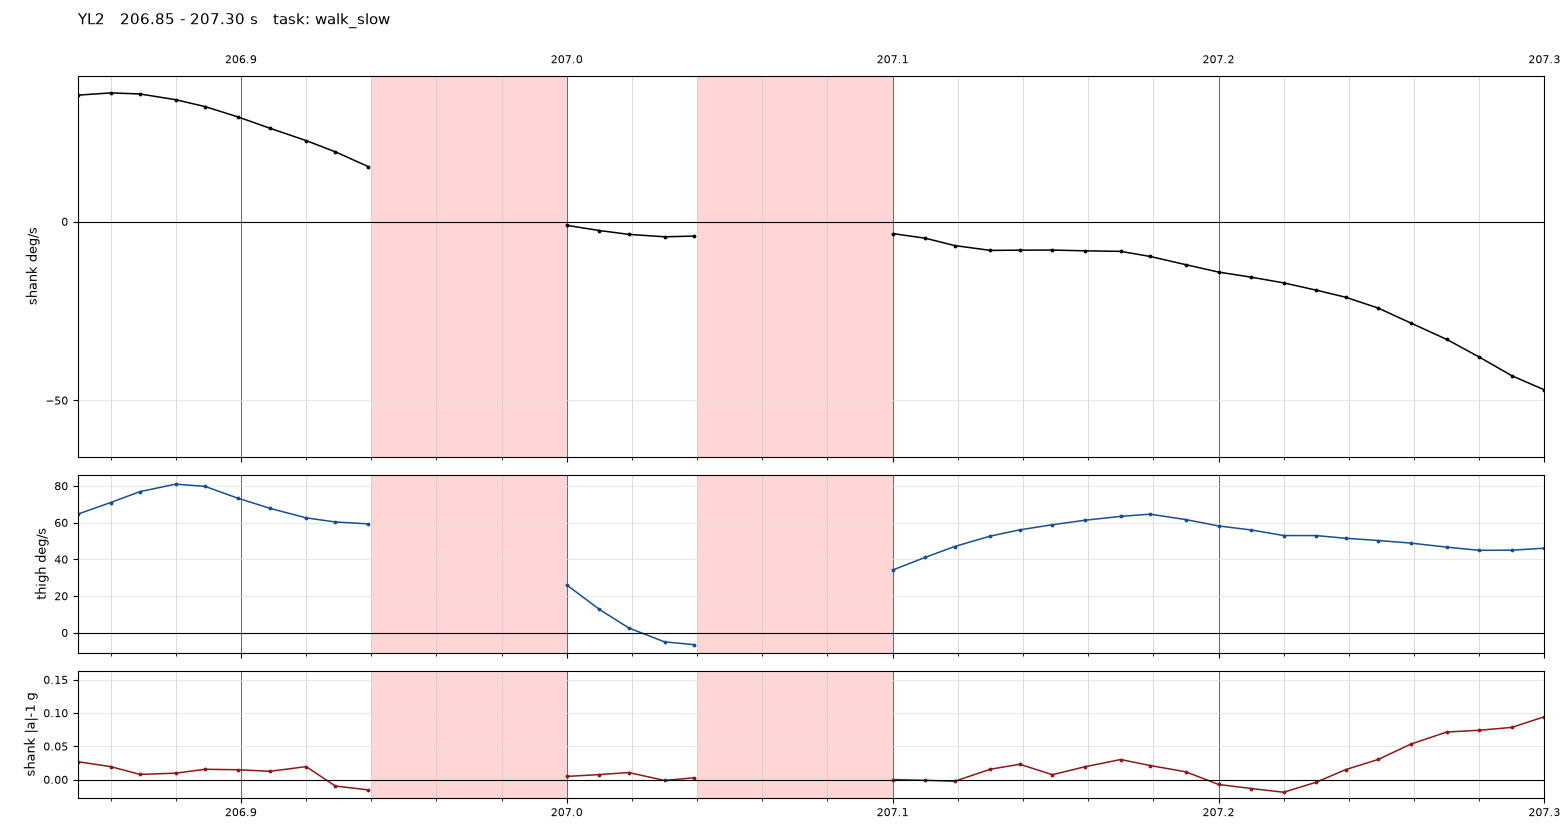 YL2   206.85 - 207.30 s   task: walk_slow
206.9 207.0 207.1 207.2 207.3
0
−50
shank deg/s
80
60
40
20
0
thigh deg/s
0.15
0.10
0.05
0.00
shank |a|-1 g
206.9 207.0 207.1 207.2 207.3